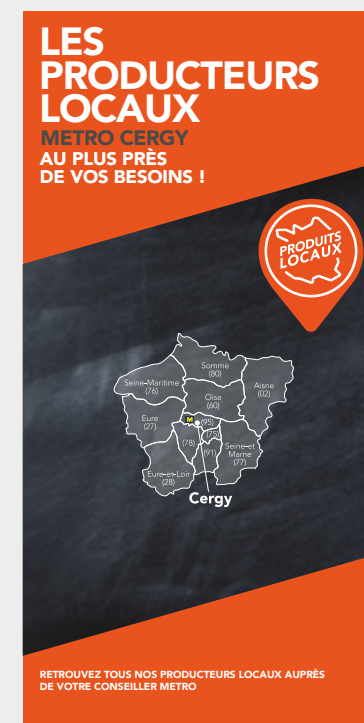 LES
PRODUCTEURS
LOCAUX
METRO CERGY
AU PLUS PRÈS
DE VOS BESOINS !
PRODUITS
LOCAUX
Somme
(80)
Seine-Maritime
(76)
Aisne
(02)
Oise
(60)
Eure
(27)
M
(95)
(75)
(78)
(91)
Seine-et
Marne
(77)
Eure-et-Loir
(28)
Cergy
RETROUVEZ TOUS NOS PRODUCTEURS LOCAUX AUPRÈS
DE VOTRE CONSEILLER METRO